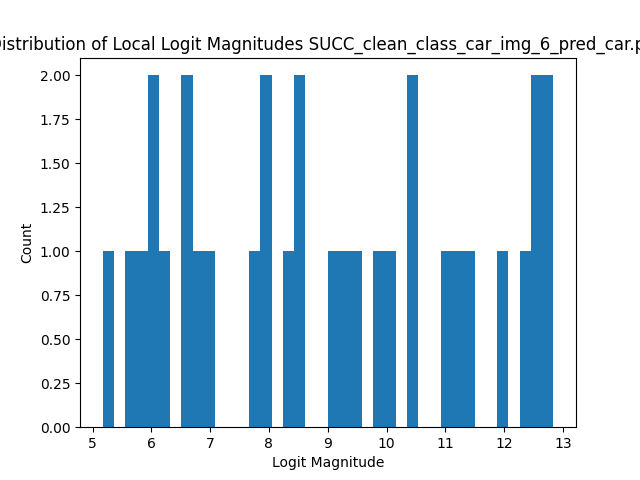 istribution of Local Logit Magnitudes SUCC_clean_class_car_img_6_pred_car.p
2.00
1.75
1.50
1.25
1.00
0.75
0.50
0.25
0.00
Count
5 6 7 8 9 10 11 12 13
Logit Magnitude